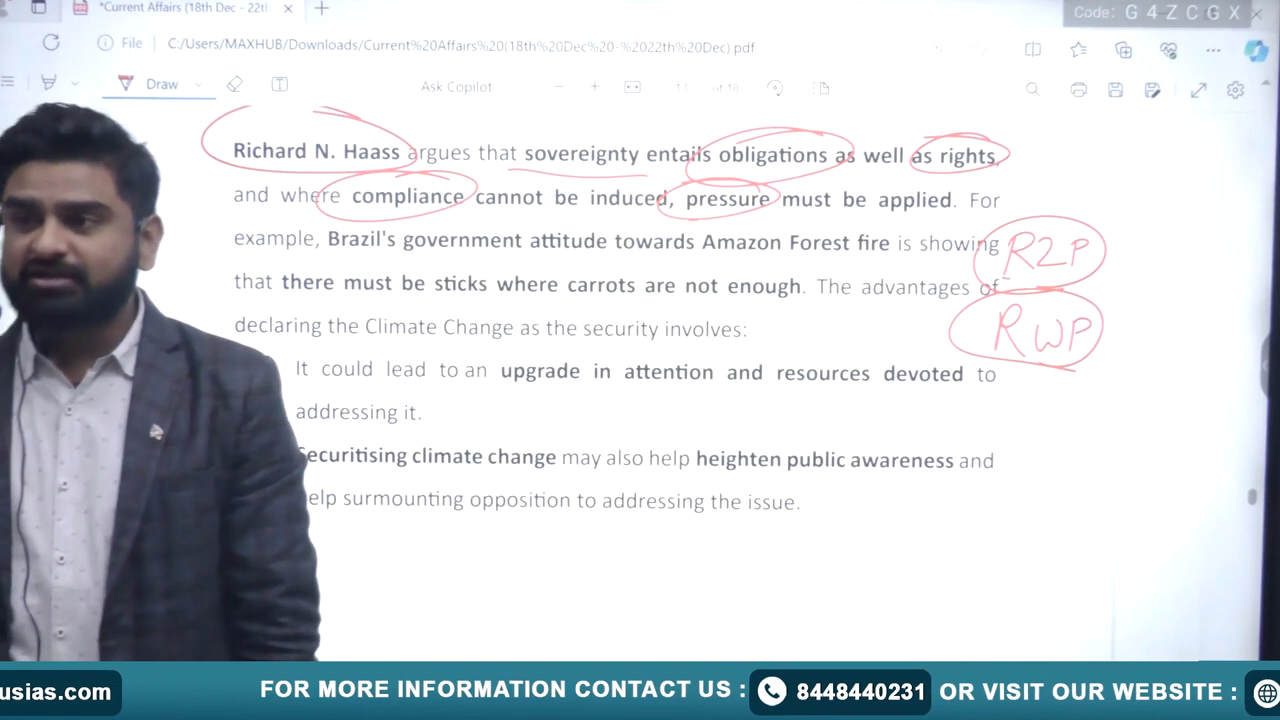 *Current Affairs (18th Dec - 22th
Code: G 4 Z C G X
File
C:/Users/MAXHUB/Downloads/Current%20Affairs%20(18th%20Dec%20-%2022th%20Dec).pdf
Draw
Ask Copilot
11 of 18
Richard N. Haass argues that sovereignty entails obligations as well as rights,
and where compliance cannot be induced, pressure must be applied. For
example, Brazil's government attitude towards Amazon Forest fire is showing
R2P
that there must be sticks where carrots are not enough. The advantages of
declaring the Climate Change as the security involves:
RWP
It could lead to an upgrade in attention and resources devoted to
addressing it.
Securitising climate change may also help heighten public awareness and
elp surmounting opposition to addressing the issue.
usias.com
FOR MORE INFORMATION CONTACT US : 8448440231 OR VISIT OUR WEBSITE :